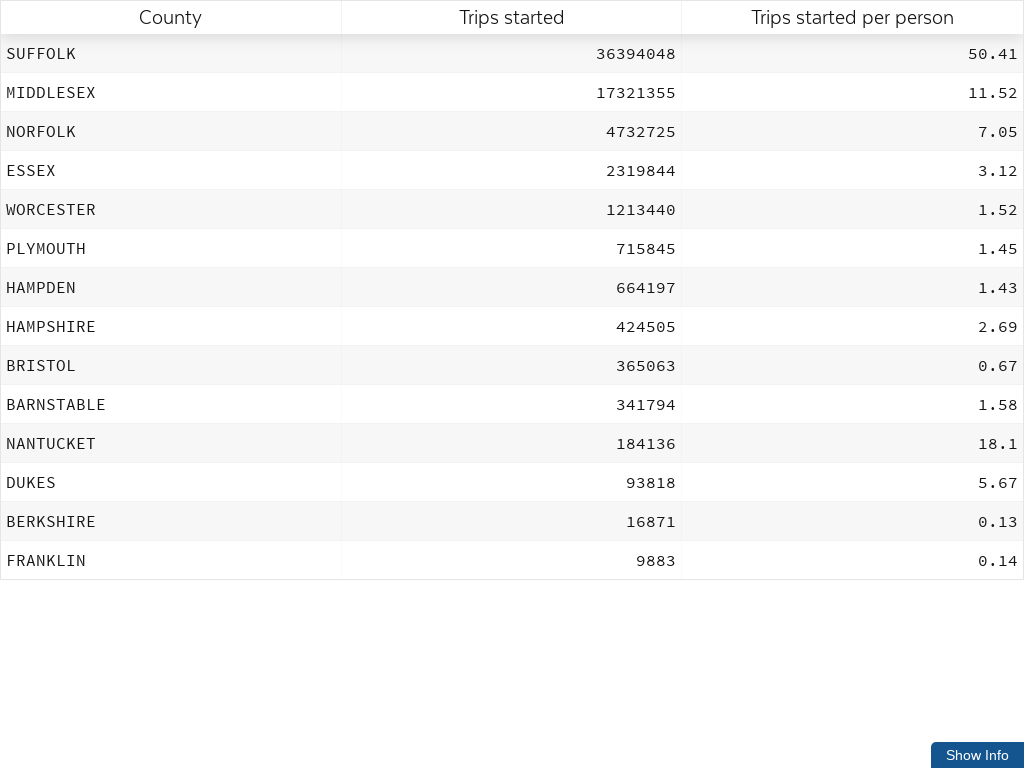 County Trips started Trips started per person
SUFFOLK 36394048 50.41
MIDDLESEX 17321355 11.52
NORFOLK 4732725 7.05
ESSEX 2319844 3.12
WORCESTER 1213440 1.52
PLYMOUTH 715845 1.45
HAMPDEN 664197 1.43
HAMPSHIRE 424505 2.69
BRISTOL 365063 0.67
BARNSTABLE 341794 1.58
NANTUCKET 184136 18.1
DUKES 93818 5.67
BERKSHIRE 16871 0.13
FRANKLIN 9883 0.14
Show Info